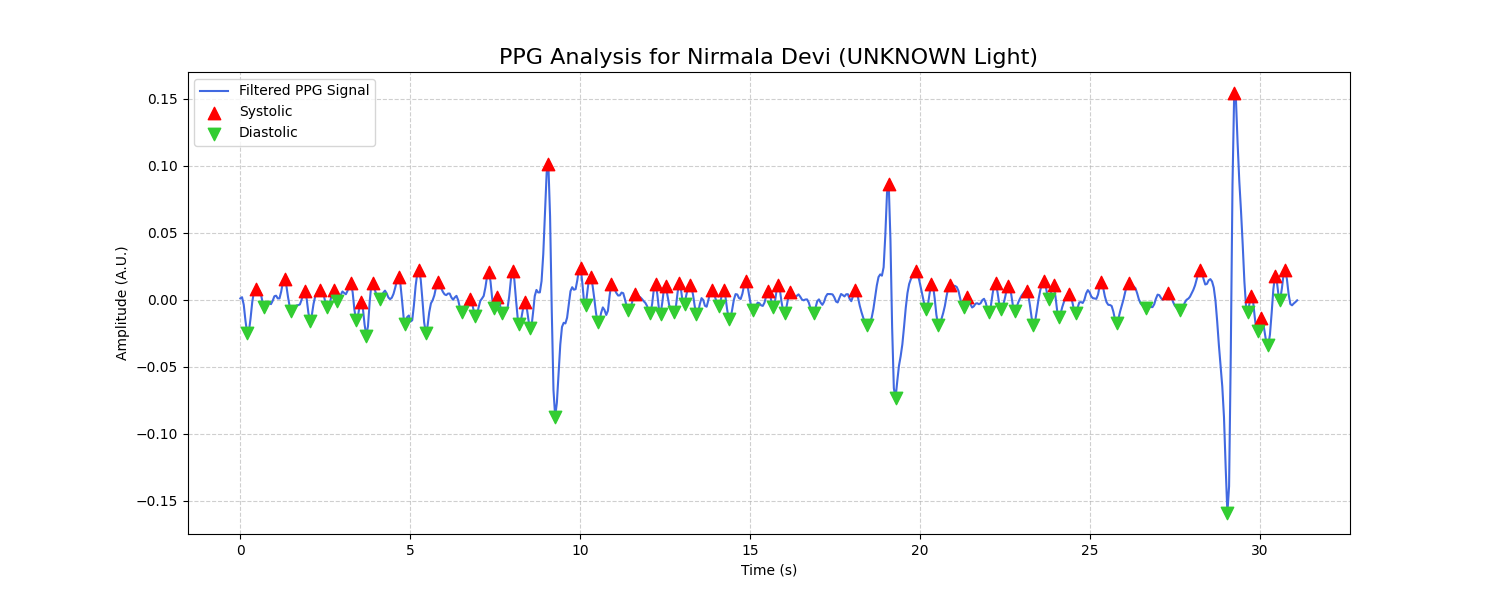 PPG Analysis for Nirmala Devi (UNKNOWN Light)
Filtered PPG Signal
Systolic
Diastolic
Amplitude (A.U.)
0.15
0.10
0.05
0.00
−0.05
−0.10
−0.15
0 5 10 15 20 25 30
Time (s)